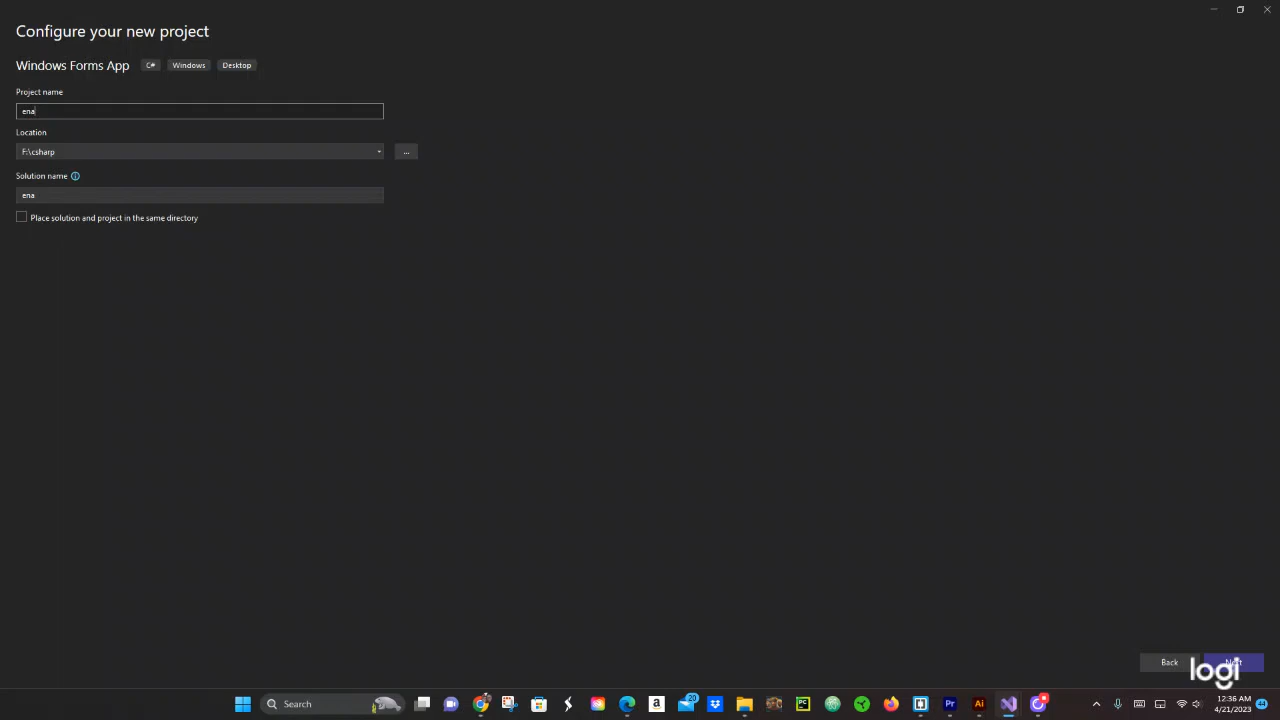 Configure your new project
Windows Forms App C# Windows Desktop
Project name
ena
Location
F:\csharp
...
Solution name
ena
Place solution and project in the same directory
Back
logi
Search
20
12:36 AM
4/21/2023